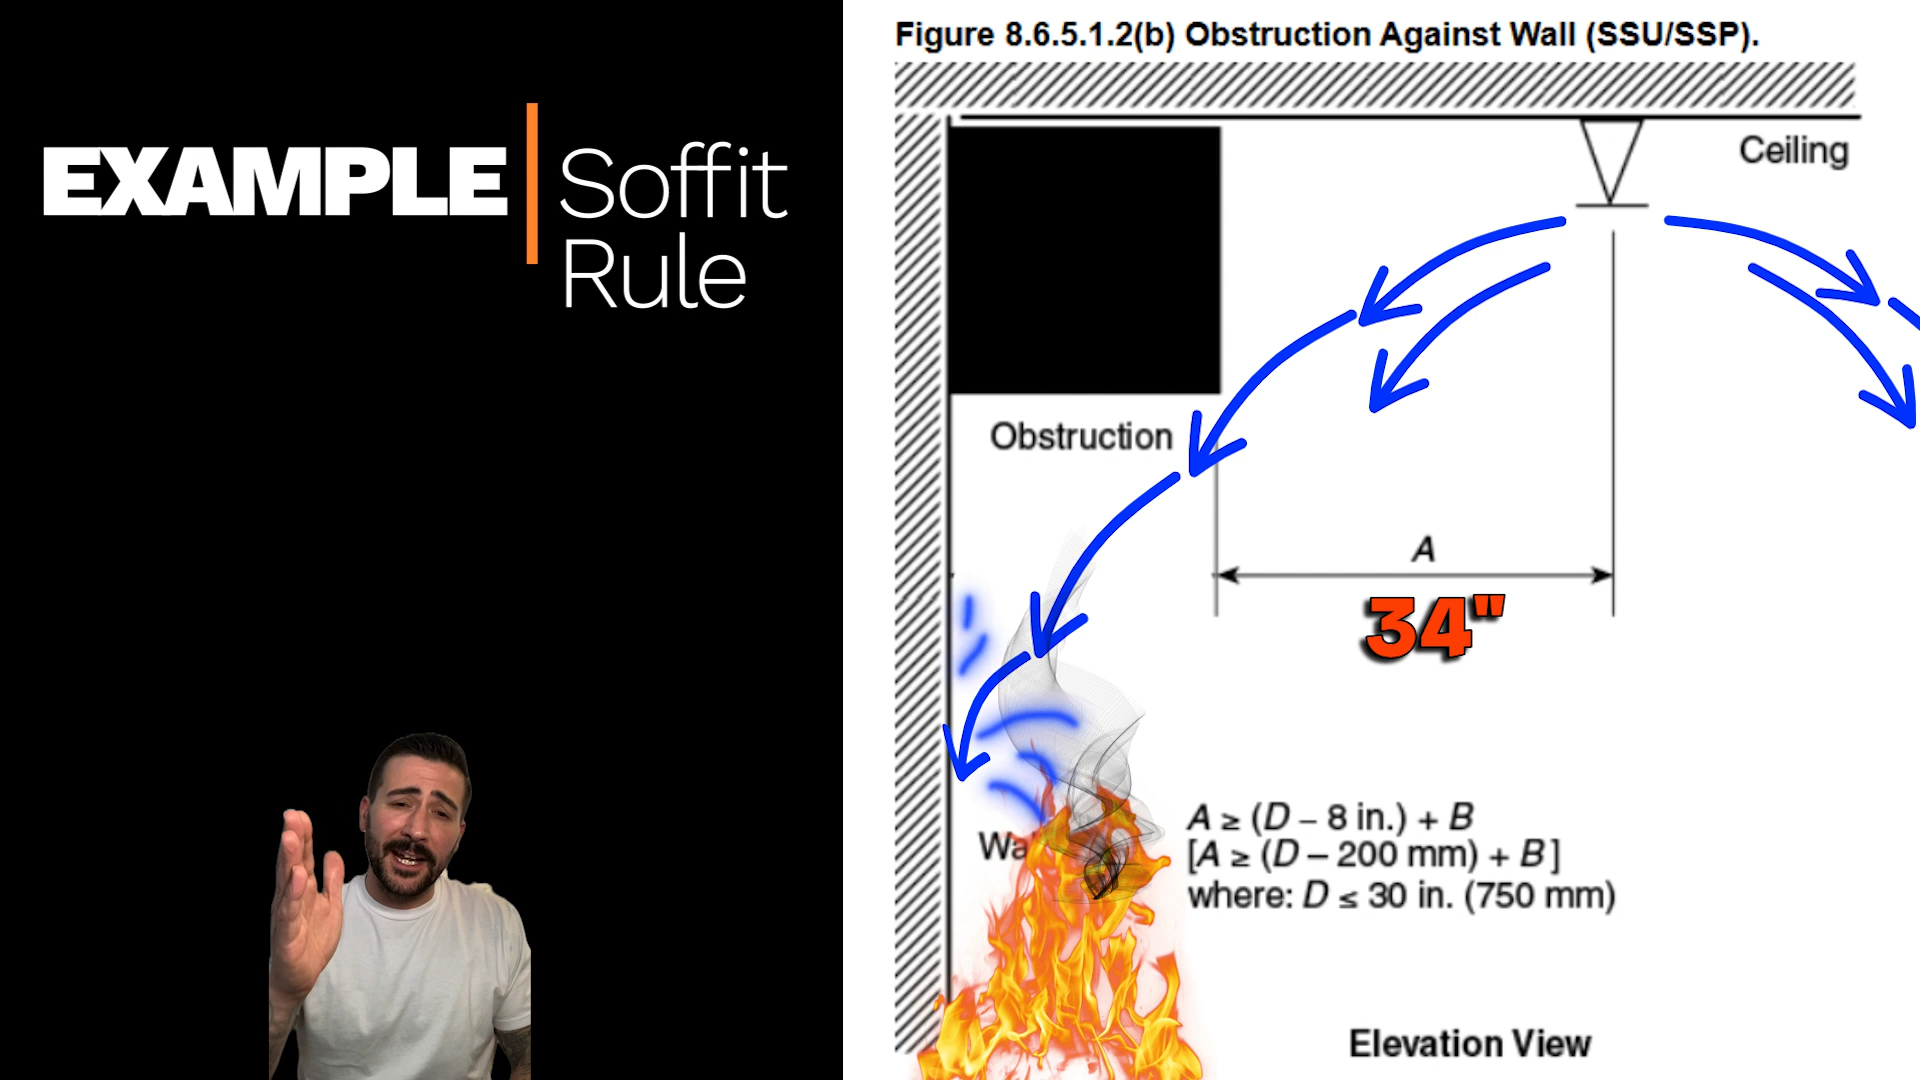 EXAMPLE
Soffit
Rule
Figure 8.6.5.1.2(b) Obstruction Against Wall (SSU/SSP).
Ceiling
Obstruction
A
34"
Wa
A ≥ (D – 8 in.) + B
[A ≥ (D – 200 mm) + B]
where: D ≤ 30 in. (750 mm)
Elevation View